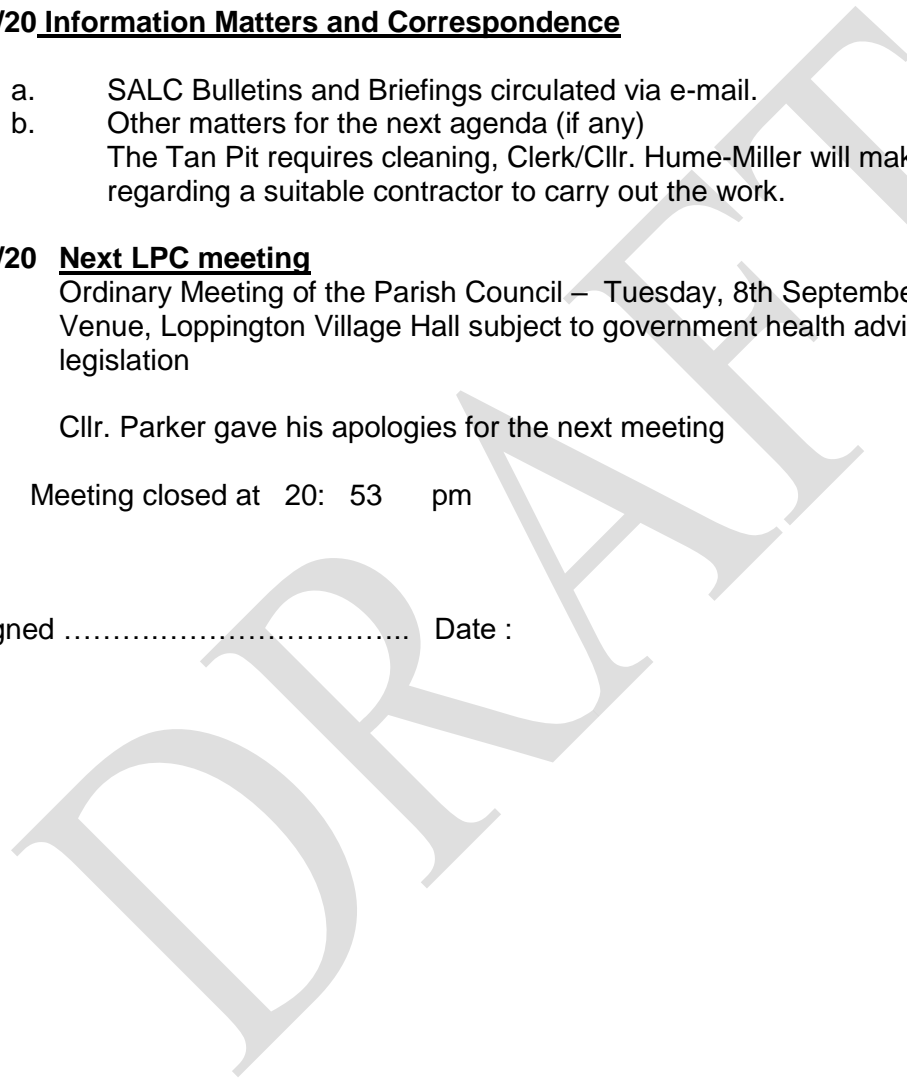 /20 Information Matters and Correspondence
a. SALC Bulletins and Briefings circulated via e-mail.
b. Other matters for the next agenda (if any)
The Tan Pit requires cleaning, Clerk/Cllr. Hume-Miller will
regarding a suitable contractor to carry out the work.
/20 Next LPC meeting
Ordinary Meeting of the Parish Council – Tuesday, 8th
Venue, Loppington Village Hall subject to government health
legislation
Cllr. Parker gave his apologies for the next meeting
Meeting closed at 20: 53 pm
……………………………….. Date :
DRAFT